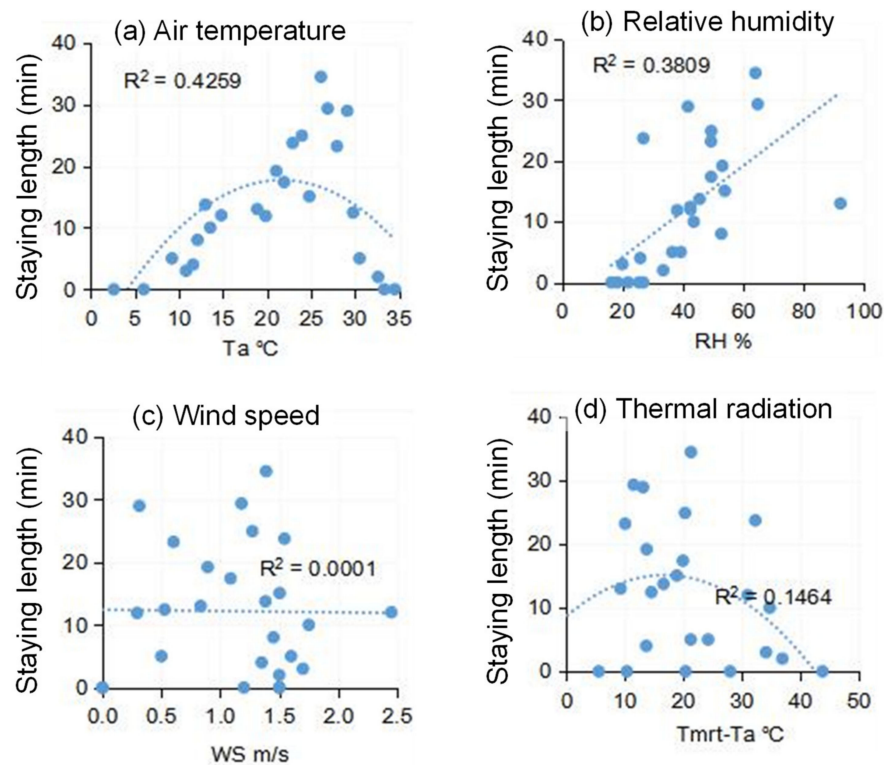 (a) Air temperature
Staying length (min)
40
30
20
10
0
R² = 0.4259
0 5 10 15 20 25 30 35
Ta ºC
(b) Relative humidity
Staying length (min)
40
30
20
10
0
R² = 0.3809
0 20 40 60 80 100
RH %
(c) Wind speed
Staying length (min)
40
30
20
10
0
R² = 0.0001
0.0 0.5 1.0 1.5 2.0 2.5
WS m/s
(d) Thermal radiation
Staying length (min)
40
30
20
10
0
R² = 0.1464
0 10 20 30 40 50
Tmrt-Ta ºC